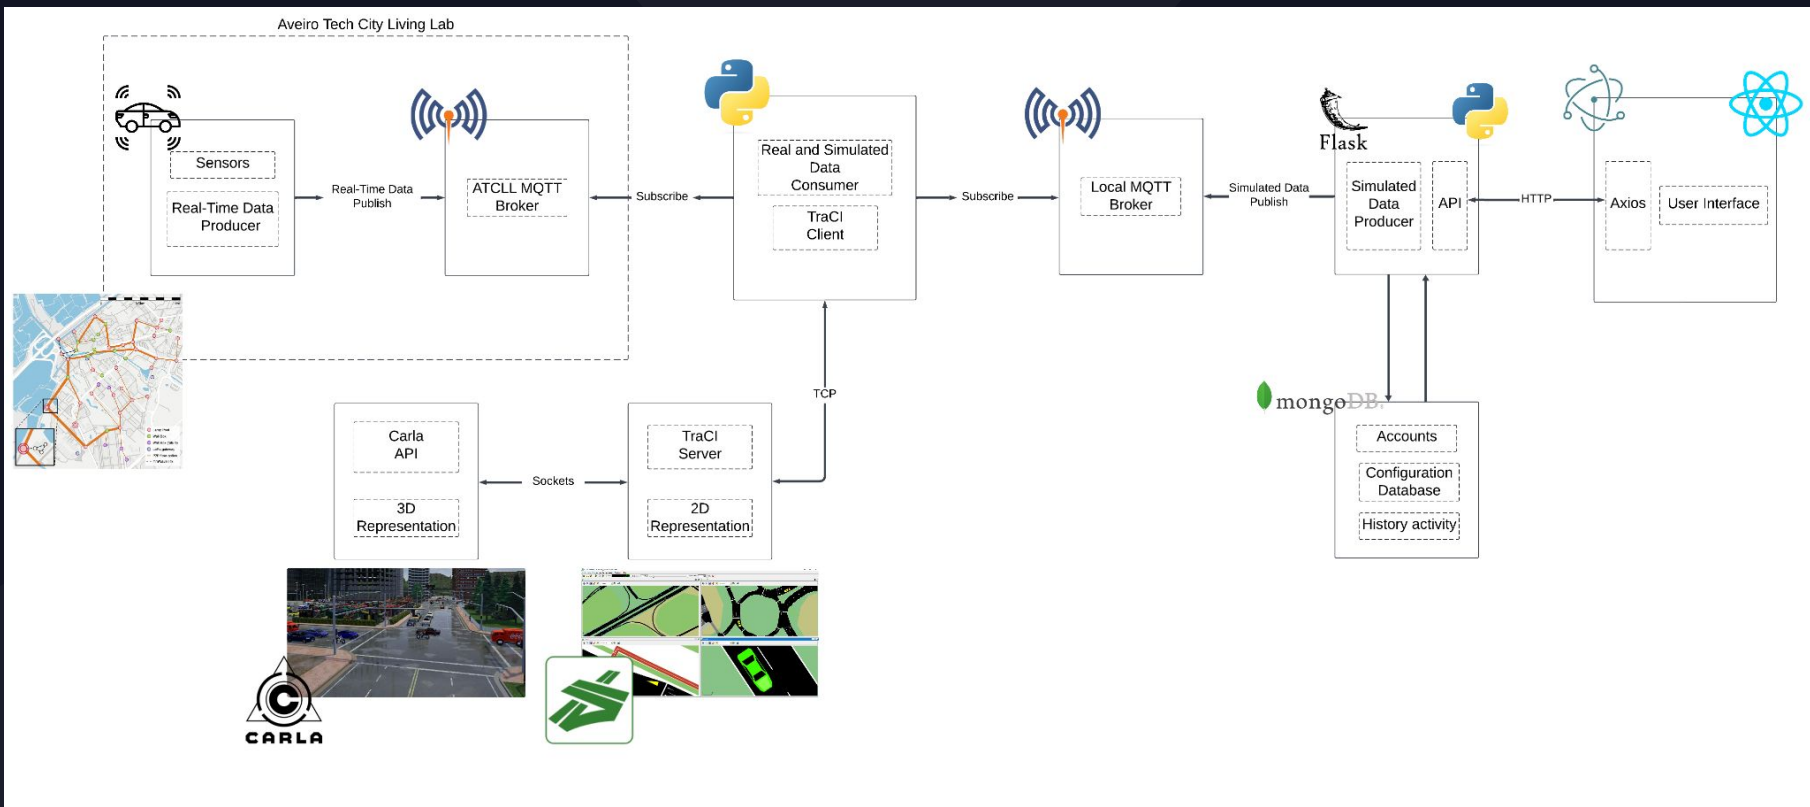 Aveiro Tech City Living Lab
Sensors
Real-Time Data
Producer
Real-Time Data
Publish
ATCLL MQTT
Broker
Subscribe
Real and Simulated
Data
Consumer
TraCI
Client
Subscribe
Local MQTT
Broker
Simulated Data
Publish
Flask
Simulated
Data
Producer
API
HTTP
Axios
User Interface
TCP
Carla
API
3D
Representation
Sockets
TraCI
Server
2D
Representation
mongoDB
Accounts
Configuration
Database
History activity
CARLA